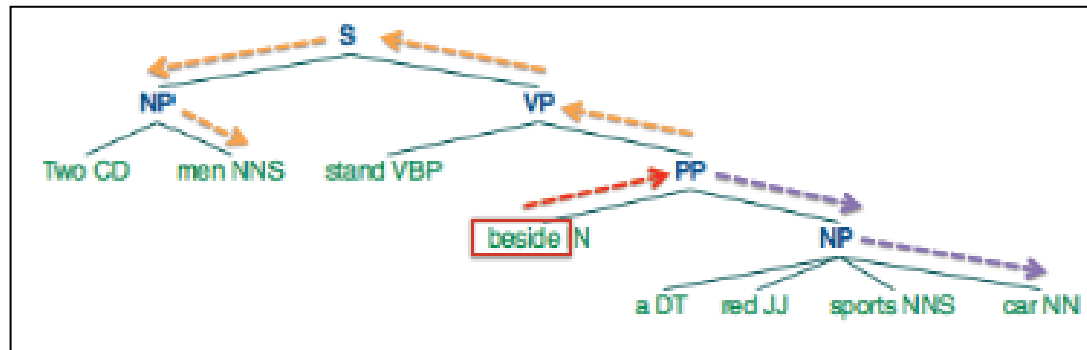 S
NP VP
Two CD men NNS stand VBP PP
beside N NP
a DT red JJ sports NNS car NN